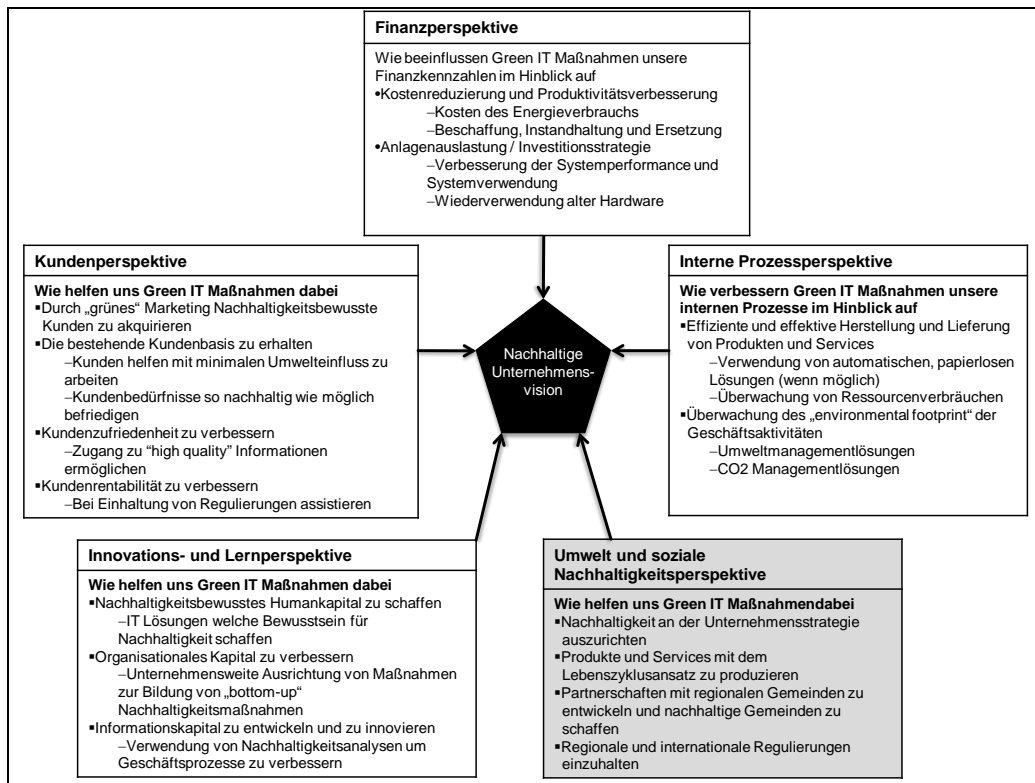 Finanzperspektive
Wie beeinflussen Green IT Maßnahmen unsere
Finanzkennzahlen im Hinblick auf
•Kostenreduzierung und Produktivitätsverbesserung
–Kosten des Energieverbrauchs
–Beschaffung, Instandhaltung und Ersetzung
•Anlagenauslastung / Investitionsstrategie
–Verbesserung der Systemperformance und
Systemverwendung
–Wiederverwendung alter Hardware
Kundenperspektive
Wie helfen uns Green IT Maßnahmen dabei
▪Durch „grünes“ Marketing Nachhaltigkeitsbewusste
Kunden zu akquirieren
▪Die bestehende Kundenbasis zu erhalten
–Kunden helfen mit minimalen Umwelteinfluss zu
arbeiten
–Kundenbedürfnisse so nachhaltig wie möglich
befriedigen
▪Kundenzufriedenheit zu verbessern
–Zugang zu “high quality” Informationen
ermöglichen
▪Kundenrentabilität zu verbessern
–Bei Einhaltung von Regulierungen assistieren
Nachhaltige
Unternehmens-
vision
Interne Prozessperspektive
Wie verbessern Green IT Maßnahmen unsere
internen Prozesse im Hinblick auf
▪Effiziente und effektive Herstellung und Lieferung
von Produkten und Services
–Verwendung von automatischen, papierlosen
Lösungen (wenn möglich)
–Überwachung von Ressourcenverbräuchen
▪Überwachung des „environmental footprint“ der
Geschäftsaktivitäten
–Umweltmanagementlösungen
–CO2 Managementlösungen
Innovations- und Lernperspektive
Wie helfen uns Green IT Maßnahmen dabei
▪Nachhaltigkeitsbewusstes Humankapital zu schaffen
–IT Lösungen welche Bewusstsein für
Nachhaltigkeit schaffen
▪Organisationales Kapital zu verbessern
–Unternehmensweite Ausrichtung von Maßnahmen
zur Bildung von „bottom-up“
Nachhaltigkeitsmaßnahmen
▪Informationskapital zu entwickeln und zu innovieren
–Verwendung von Nachhaltigkeitsanalysen um
Geschäftsprozesse zu verbessern
Umwelt und soziale
Nachhaltigkeitsperspektive
Wie helfen uns Green IT Maßnahmendabei
▪Nachhaltigkeit an der Unternehmensstrategie
auszurichten
▪Produkte und Services mit dem
Lebenszyklusansatz zu produzieren
▪Partnerschaften mit regionalen Gemeinden zu
entwickeln und nachhaltige Gemeinden zu
schaffen
▪Regionale und internationale Regulierungen
einzuhalten